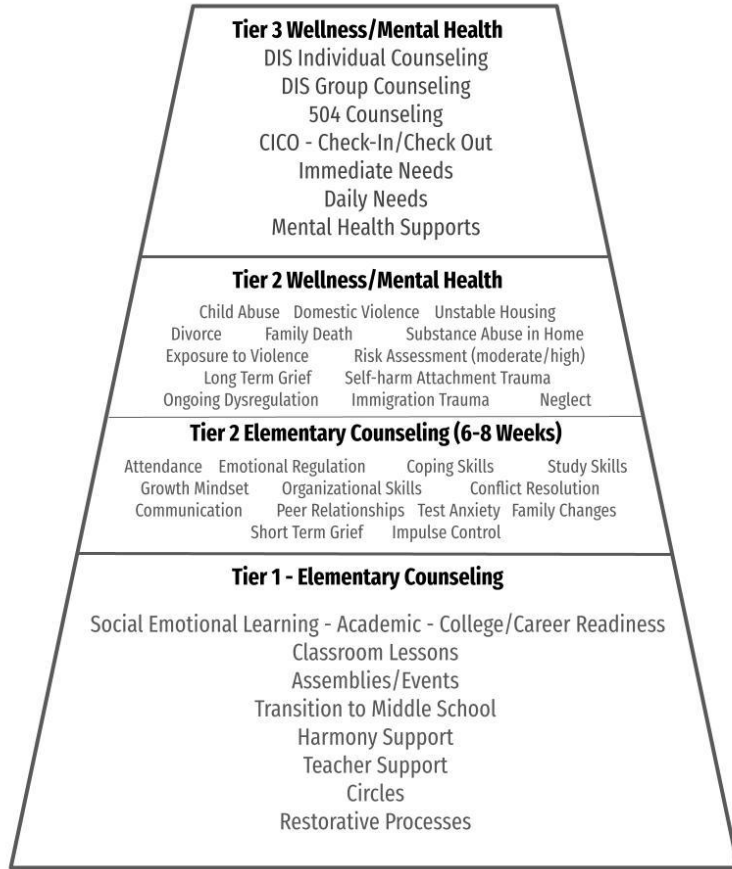 Tier 3 Wellness/Mental Health
DIS Individual Counseling
DIS Group Counseling
504 Counseling
CICO - Check-In/Check Out
Immediate Needs
Daily Needs
Mental Health Supports
Tier 2 Wellness/Mental Health
Child Abuse Domestic Violence Unstable Housing
Divorce Family Death Substance Abuse in Home
Exposure to Violence Risk Assessment (moderate/high)
Long Term Grief Self-harm Attachment Trauma
Ongoing Dysregulation Immigration Trauma Neglect
Tier 2 Elementary Counseling (6-8 Weeks)
Attendance Emotional Regulation Coping Skills Study Skills
Growth Mindset Organizational Skills Conflict Resolution
Communication Peer Relationships Test Anxiety Family Changes
Short Term Grief Impulse Control
Tier 1 - Elementary Counseling
Social Emotional Learning - Academic - College/Career Readiness
Classroom Lessons
Assemblies/Events
Transition to Middle School
Harmony Support
Teacher Support
Circles
Restorative Processes